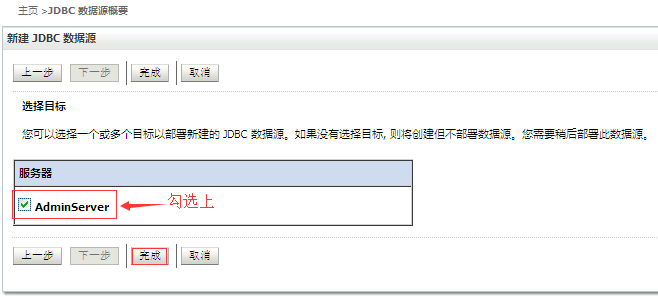 主页 >JDBC 数据源概要
新建 JDBC 数据源
上一步 下一步 完成 取消
选择目标
您可以选择一个或多个目标以部署新建的 JDBC 数据源。如果没有选择目标, 则将创建但不部署数据源。您需要稍后部署此数据源。
服务器
AdminServer 勾选上
上一步 下一步 完成 取消